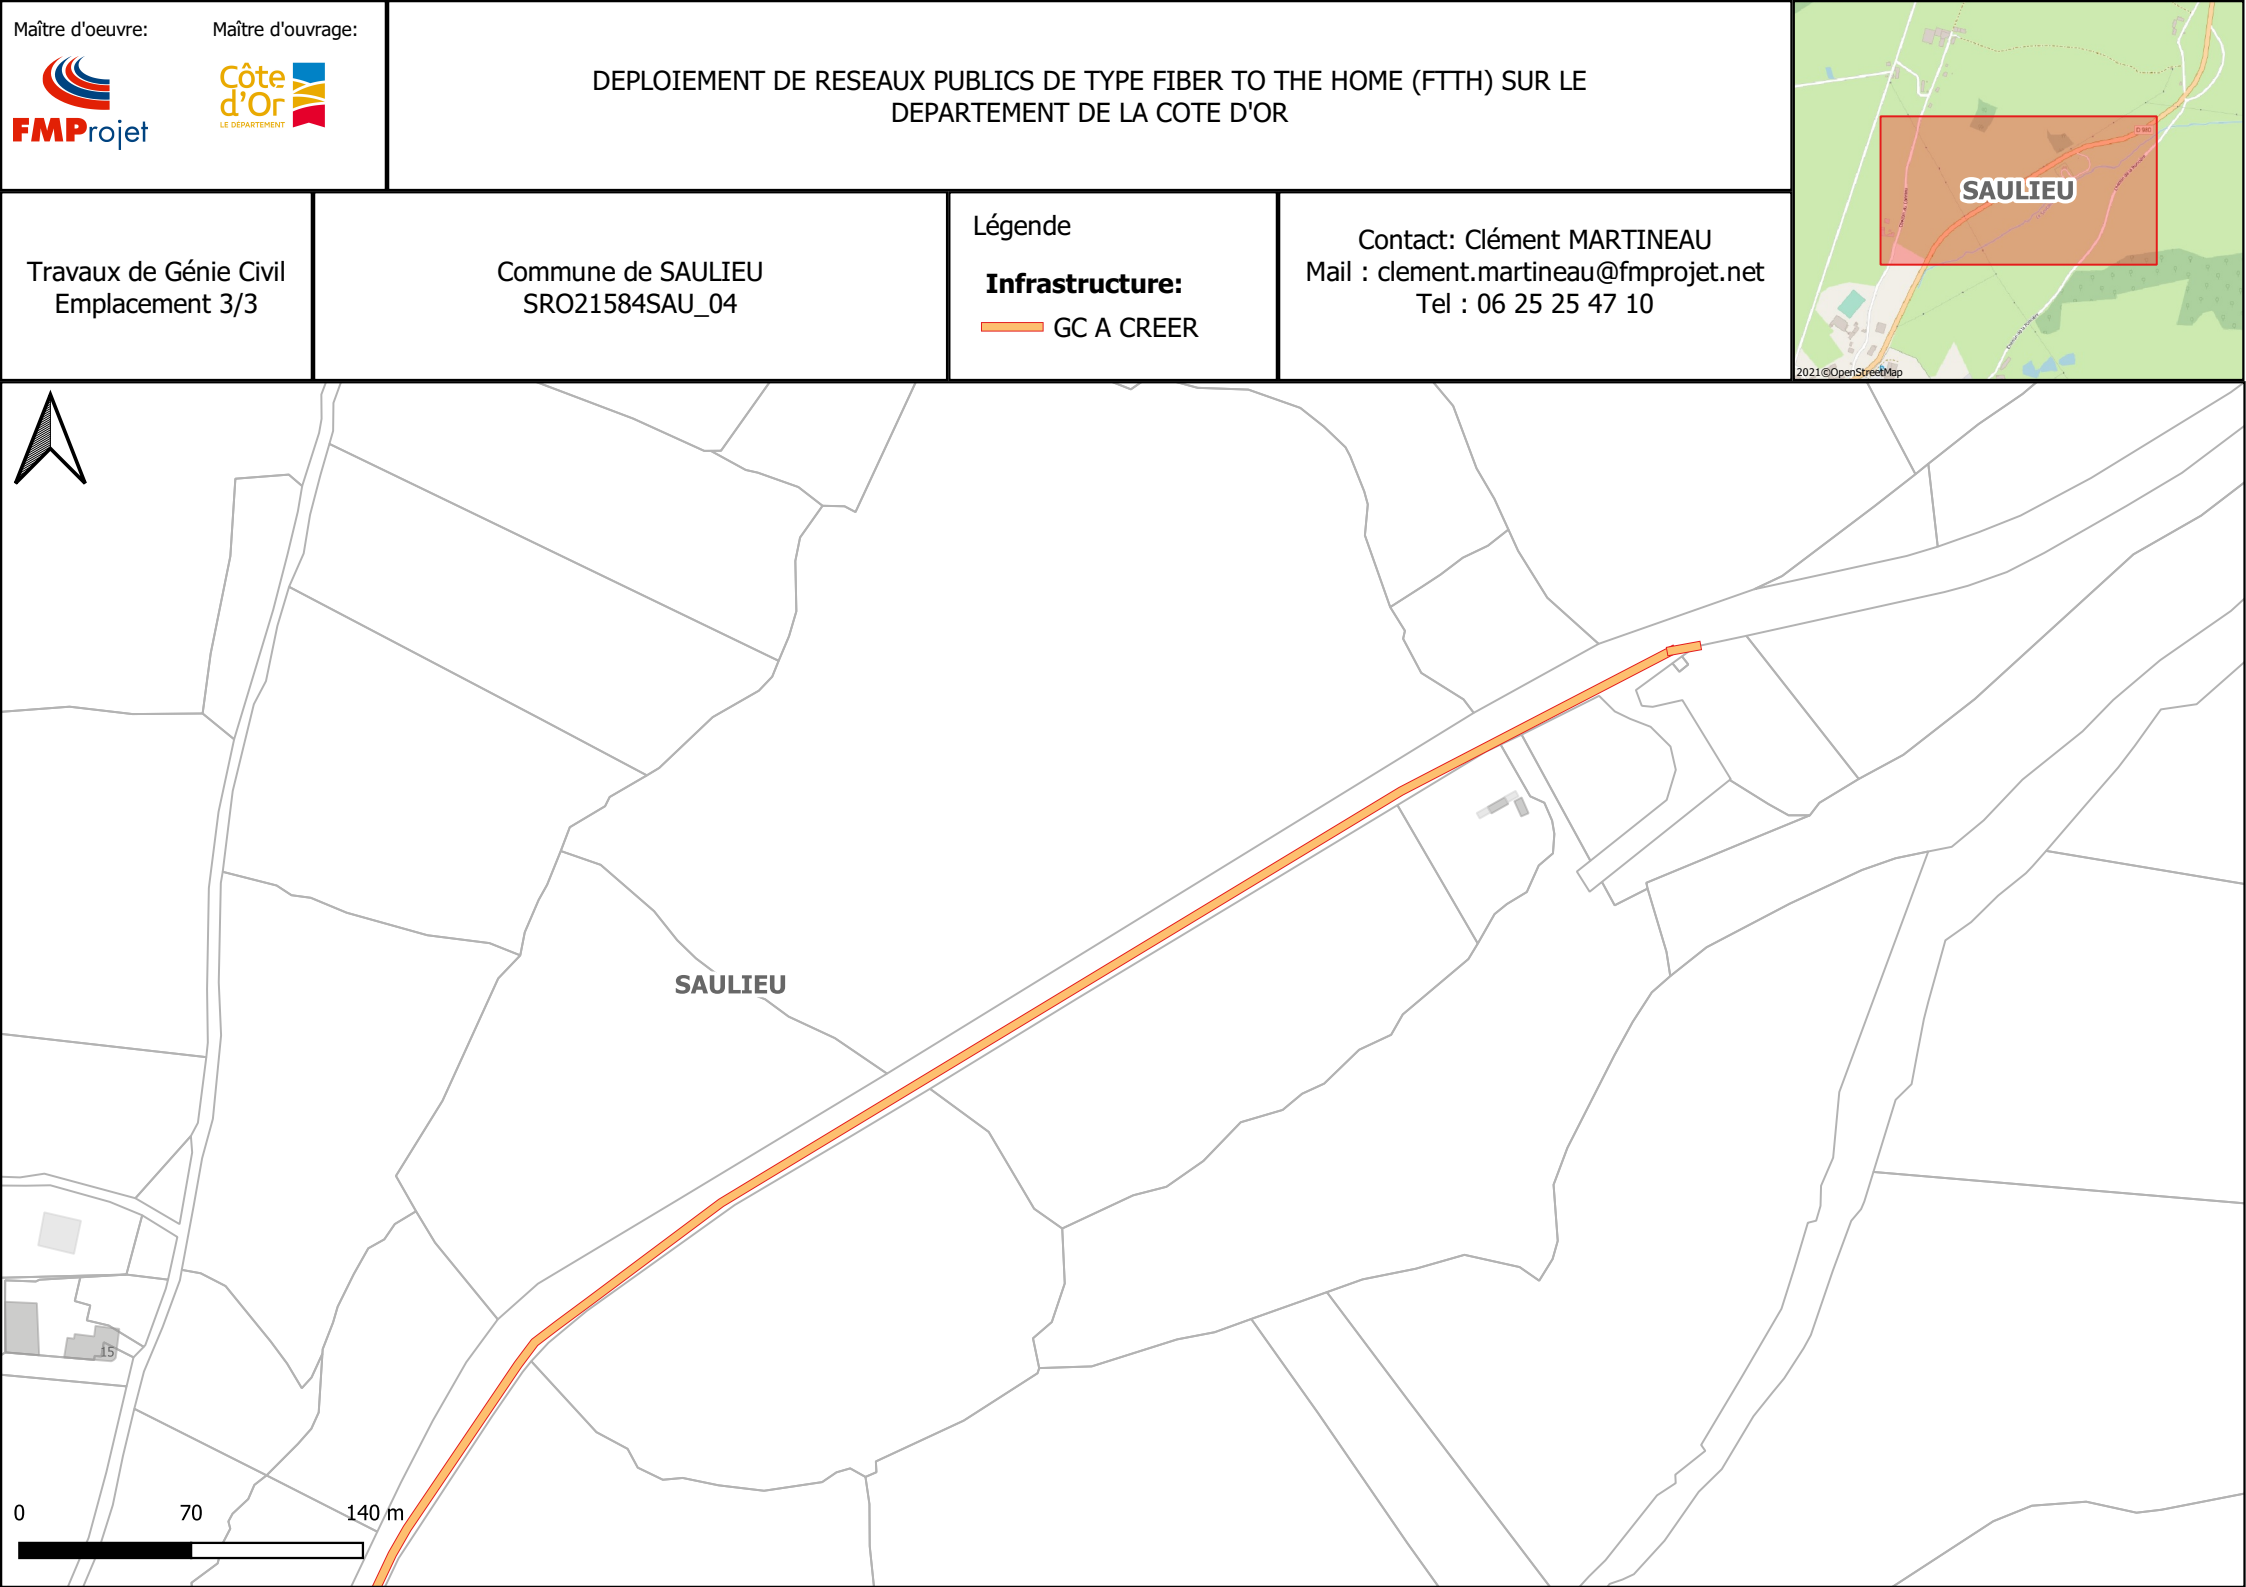 Maître d'oeuvre:
Maître d'ouvrage:
FMProjet
Côte
d'Or
LE DÉPARTEMENT
DEPLOIEMENT DE RESEAUX PUBLICS DE TYPE FIBER TO THE HOME (FTTH) SUR LE
DEPARTEMENT DE LA COTE D'OR
Travaux de Génie Civil
Emplacement 3/3
Commune de SAULIEU
SRO21584SAU_04
Légende
Infrastructure:
GC A CREER
Contact: Clément MARTINEAU
Mail : clement.martineau@fmprojet.net
Tel : 06 25 25 47 10
SAULIEU
2021©OpenStreetMap
SAULIEU
15
0 70 140 m